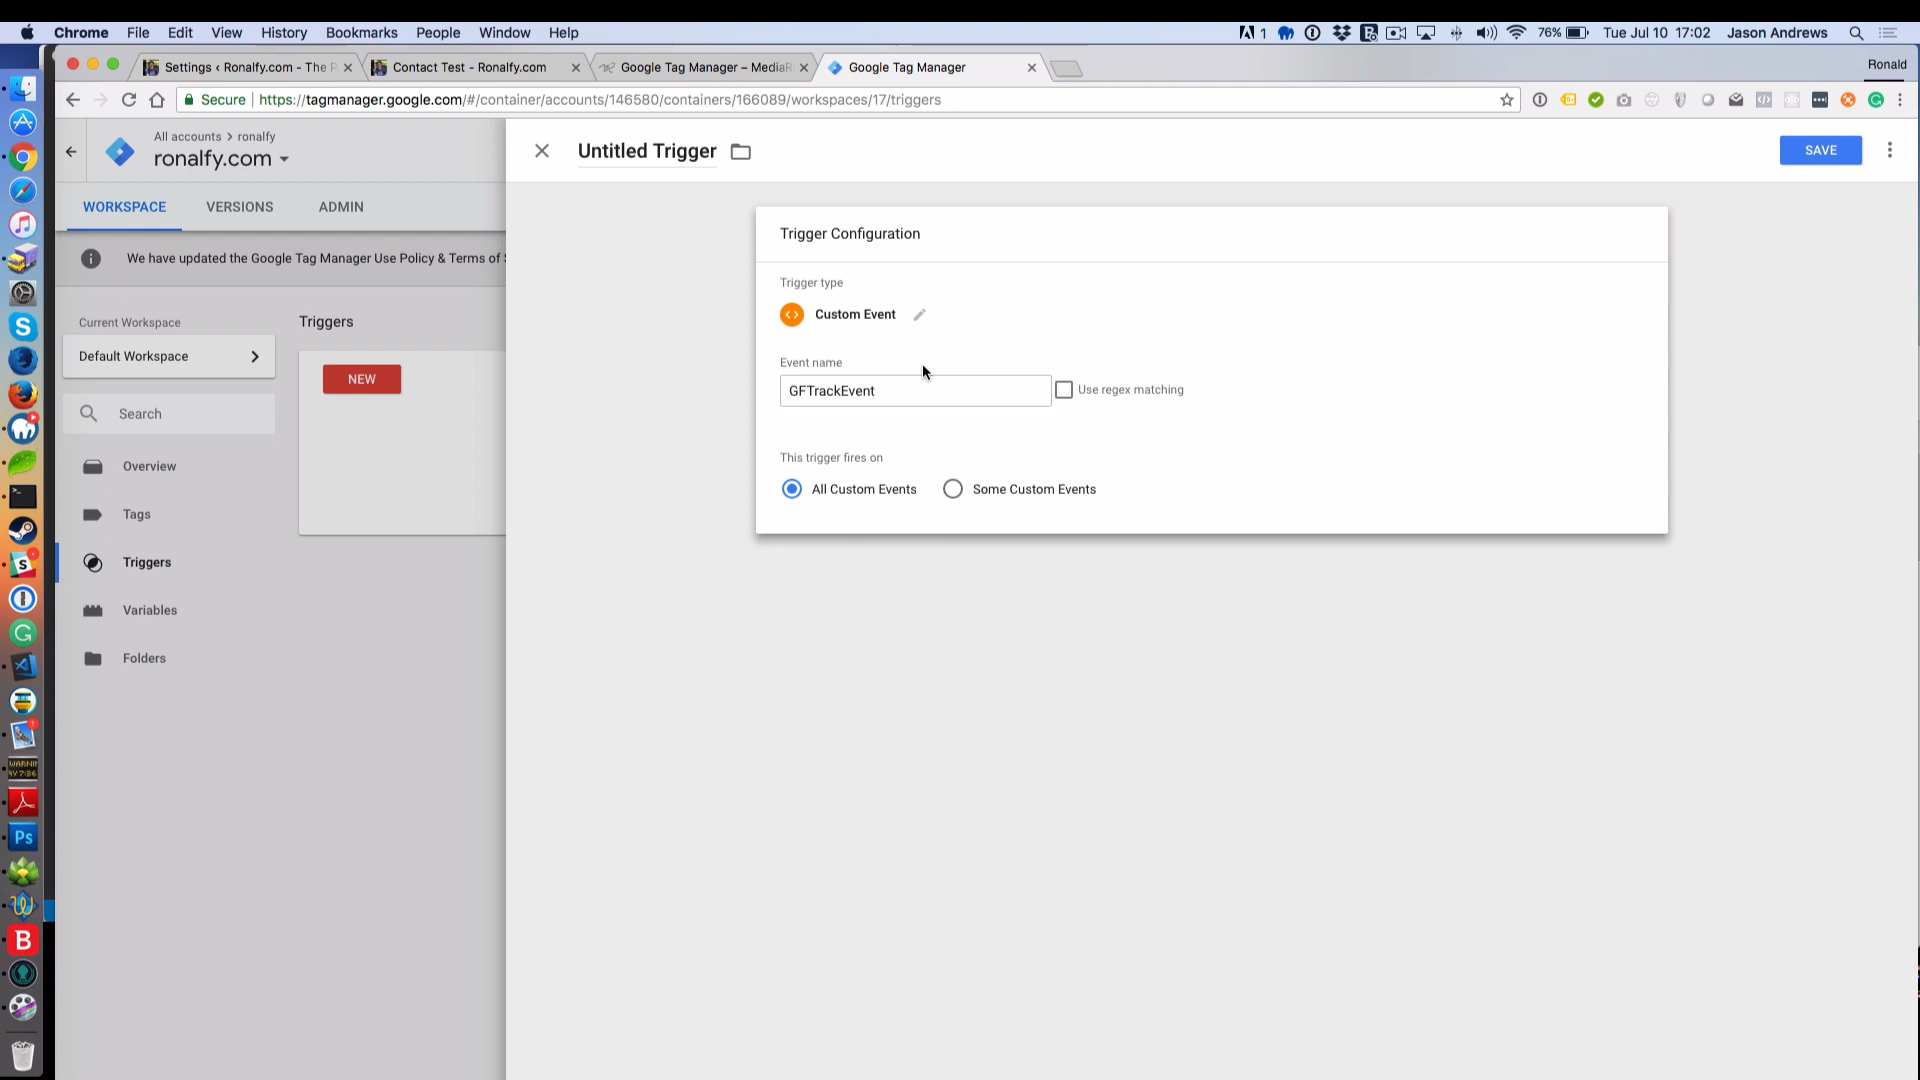 Chrome File Edit View History Bookmarks People Window Help
1 76% Tue Jul 10 17:02 Jason Andrews
Settings ‹ Ronalfy.com - The P
Contact Test - Ronalfy.com
Google Tag Manager – MediaR
Google Tag Manager
Ronald
Secure https://tagmanager.google.com/#/container/accounts/146580/containers/166089/workspaces/17/triggers
All accounts > ronalfy
ronalfy.com
Untitled Trigger
SAVE
WORKSPACE VERSIONS ADMIN
We have updated the Google Tag Manager Use Policy & Terms of
Current Workspace
Default Workspace
Search
Overview
Tags
Triggers
Variables
Folders
Triggers
NEW
Trigger Configuration
Trigger type
Custom Event
Event name
GFTrackEvent
Use regex matching
This trigger fires on
All Custom Events Some Custom Events
Ps
B